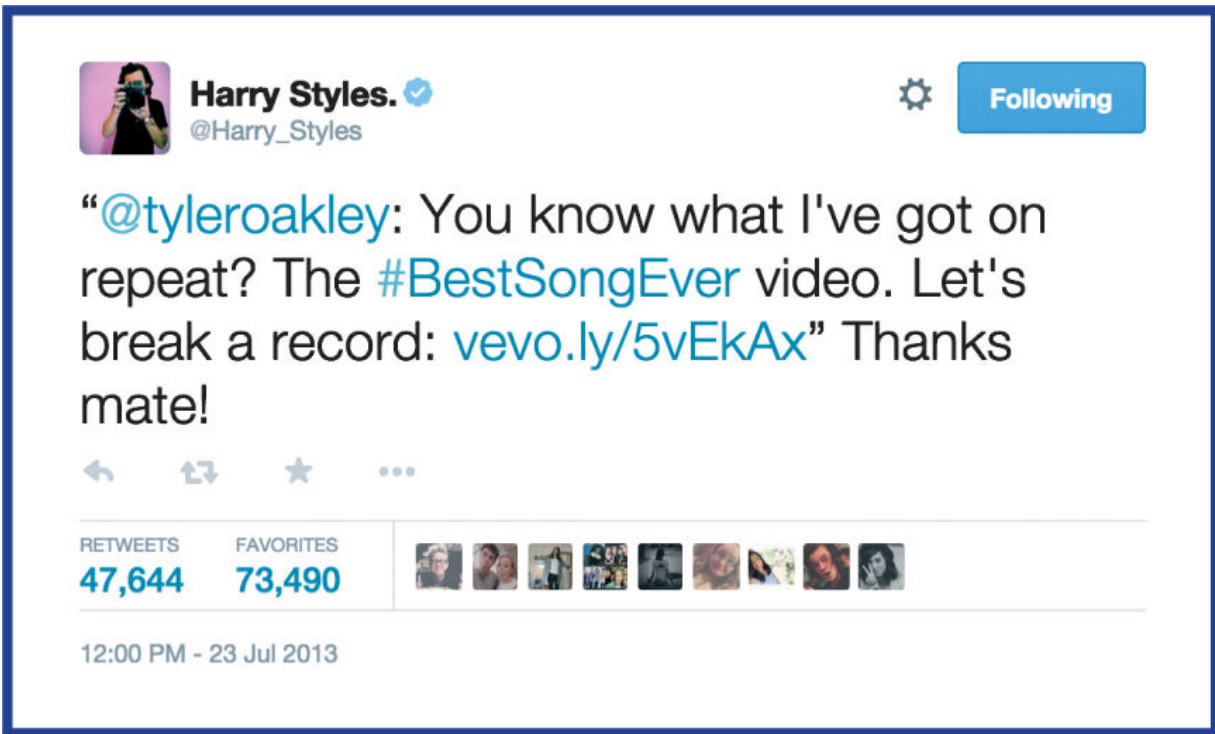 Harry Styles.
@Harry_Styles
Following
“@tyleroakley: You know what I've got on
repeat? The #BestSongEver video. Let's
break a record: vevo.ly/5vEkAx” Thanks
mate!
RETWEETS FAVORITES
47,644 73,490
12:00 PM - 23 Jul 2013